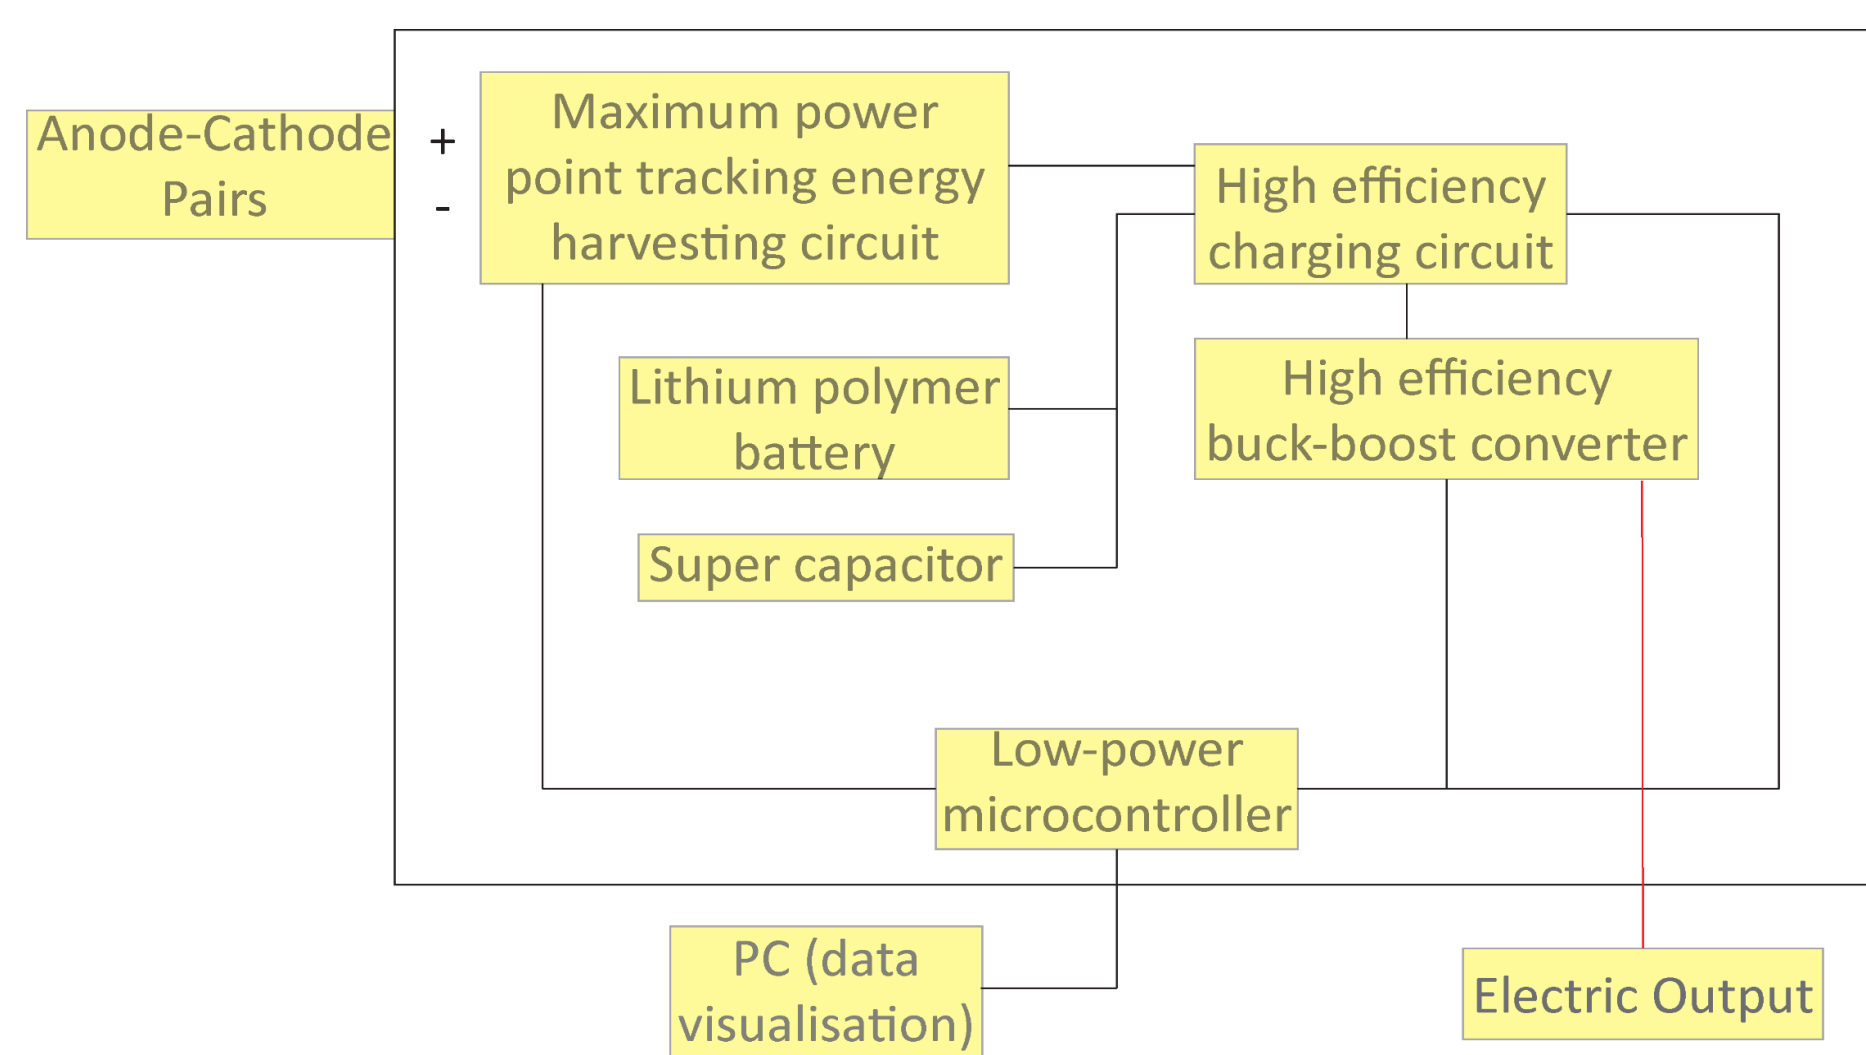 Anode-Cathode
Pairs
+
-
Maximum power
point tracking energy
harvesting circuit
High efficiency
charging circuit
Lithium polymer
battery
High efficiency
buck-boost converter
Super capacitor
Low-power
microcontroller
PC (data
visualisation)
Electric Output